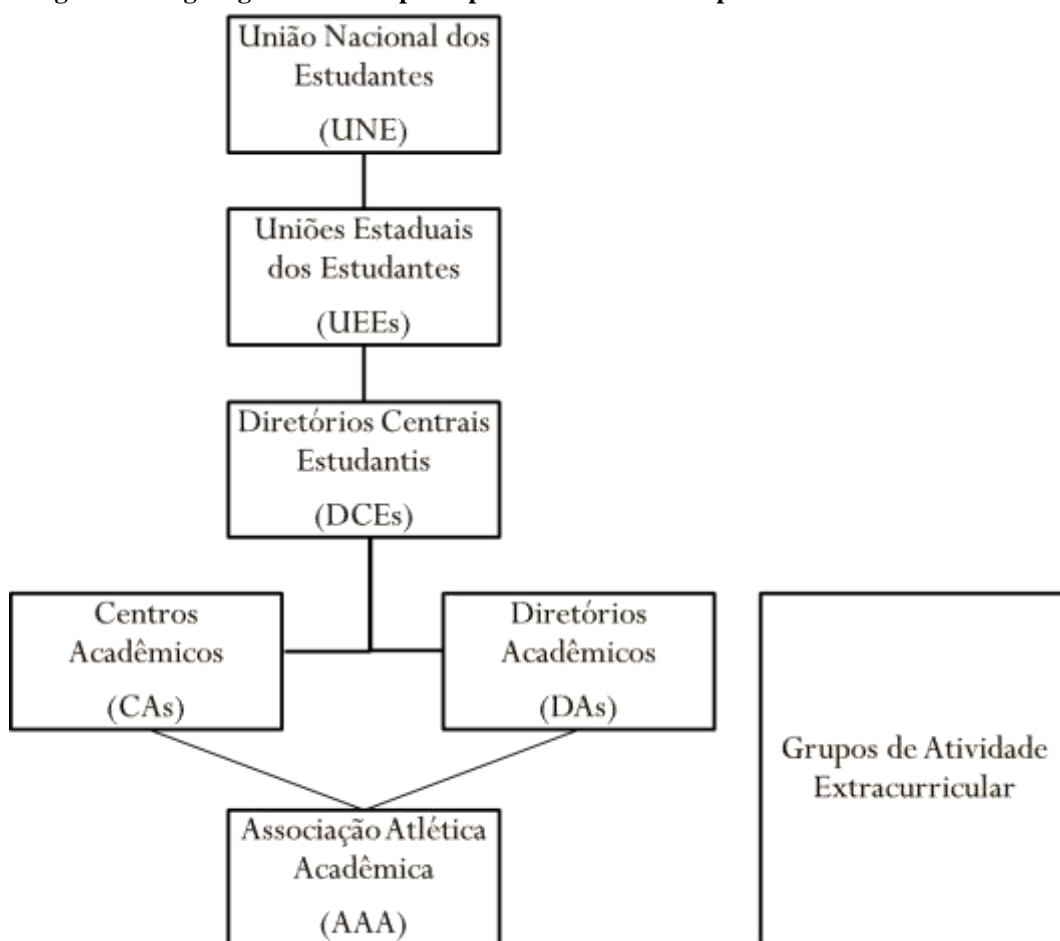 União Nacional dos
Estudantes
(UNE)
Uniões Estaduais
dos Estudantes
(UEEs)
Diretórios Centrais
Estudantis
(DCEs)
Centros
Acadêmicos
(CAs)
Diretórios
Acadêmicos
(DAs)
Grupos de Atividade
Extracurricular
Associação Atlética
Acadêmica
(AAA)